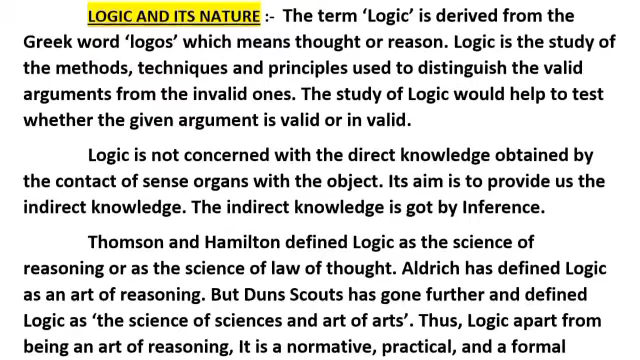 LOGIC AND ITS NATURE :- The term ‘Logic’ is derived from the
Greek word ‘logos’ which means thought or reason. Logic is the study of
the methods, techniques and principles used to distinguish the valid
arguments from the invalid ones. The study of Logic would help to test
whether the given argument is valid or in valid.
Logic is not concerned with the direct knowledge obtained by
the contact of sense organs with the object. Its aim is to provide us the
indirect knowledge. The indirect knowledge is got by Inference.
Thomson and Hamilton defined Logic as the science of
reasoning or as the science of law of thought. Aldrich has defined Logic
as an art of reasoning. But Duns Scouts has gone further and defined
Logic as ‘the science of sciences and art of arts’. Thus, Logic apart from
being an art of reasoning, It is a normative, practical, and a formal